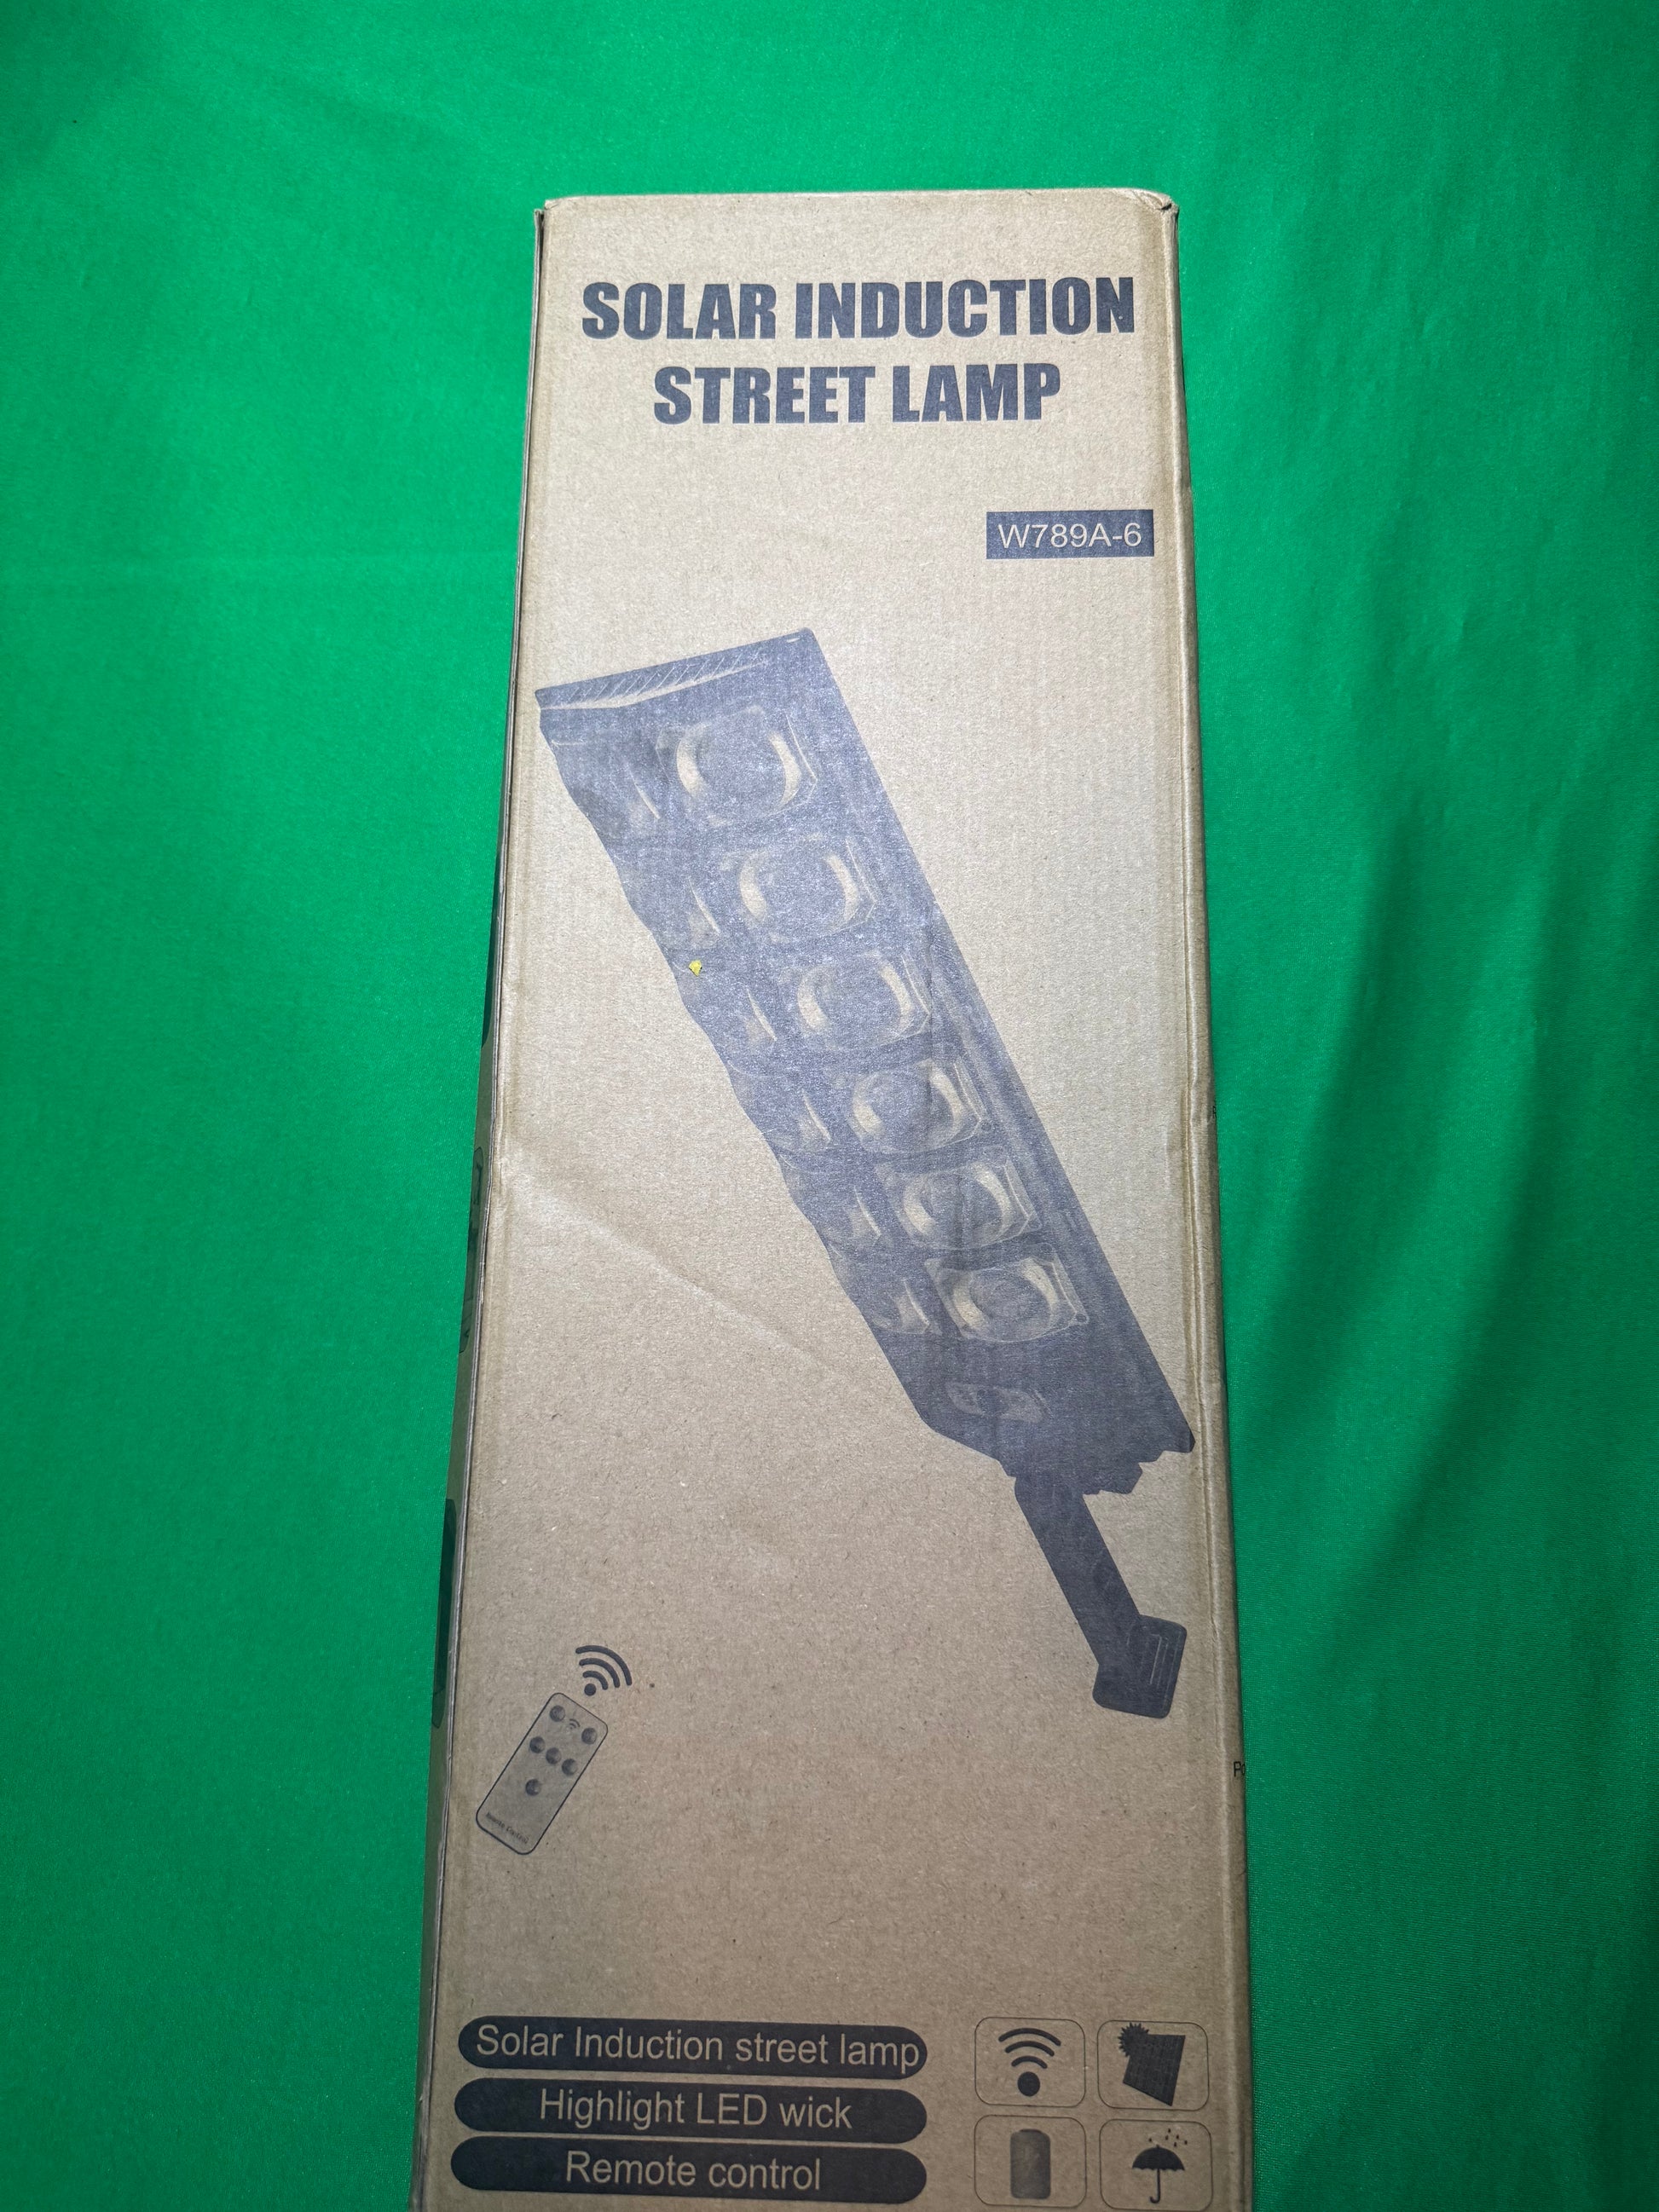 SOLAR INDUCTION
STREET LAMP
W789A-6
Solar Induction street lamp
Highlight LED wick
Remote control